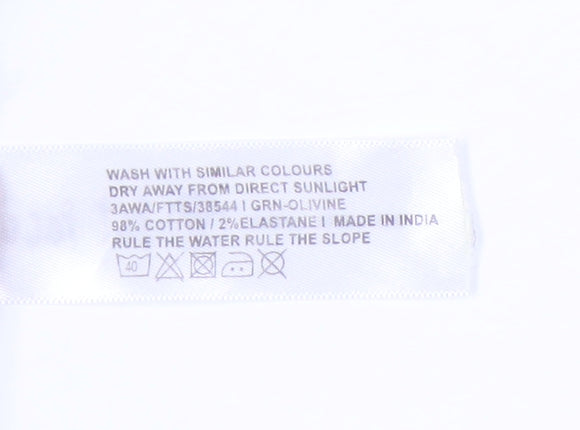 WASH WITH SIMILAR COLOURS
DRY AWAY FROM DIRECT SUNLIGHT
3AWA/FTTS/38544 I GRN-OLIVINE
98% COTTON / 2%ELASTANE I MADE IN INDIA
RULE THE WATER RULE THE SLOPE
40